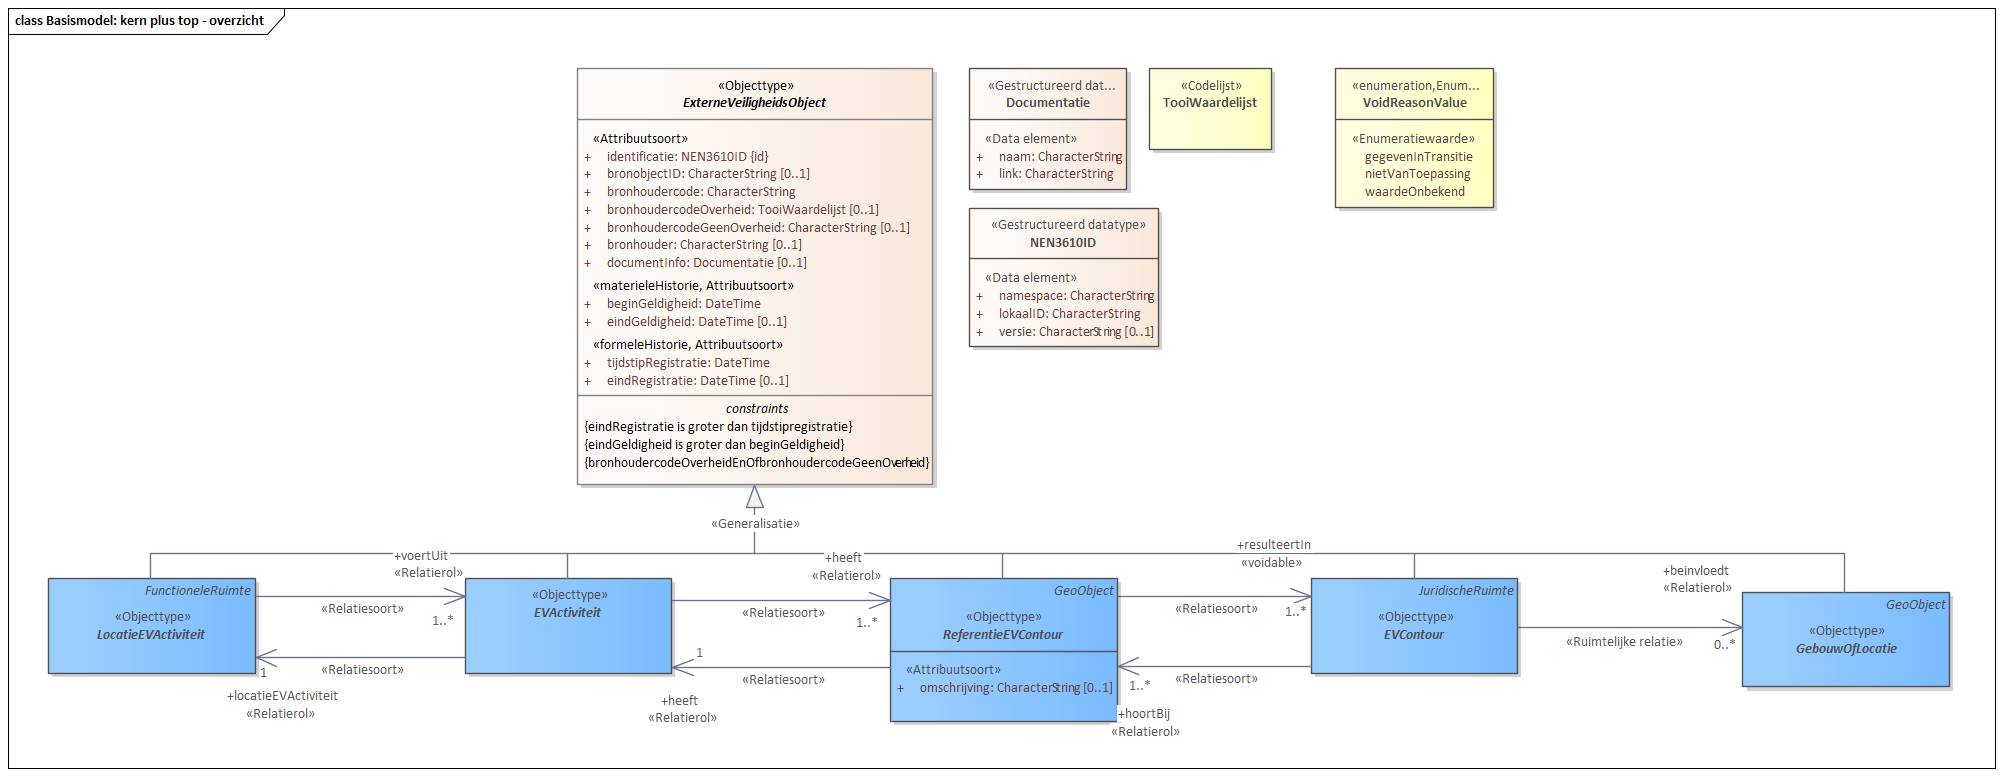 class Basismodel: kern plus top - overzicht
«Objecttype»
ExterneVeiligheidsObject
«Attribuutsoort»
+ identificatie: NEN3610ID {id}
+ bronobjectID: CharacterString [0..1]
+ bronhoudercode: CharacterString
+ bronhoudercodeOverheid: TooiWaardelijst [0..1]
+ bronhoudercodeGeenOverheid: CharacterString [0..1]
+ bronhouder: CharacterString [0..1]
+ documentInfo: Documentatie [0..1]
«materieleHistorie, Attribuutsoort»
+ beginGeldigheid: DateTime
+ eindGeldigheid: DateTime [0..1]
«formeleHistorie, Attribuutsoort»
+ tijdstipRegistratie: DateTime
+ eindRegistratie: DateTime [0..1]
constraints
{eindRegistratie is groter dan tijdstipregistratie}
{eindGeldigheid is groter dan beginGeldigheid}
{bronhoudercodeOverheidEnOfbronhoudercodeGeenOverheid}
«Gestructureerd dat...
Documentatie
«Data element»
+ naam: CharacterString
+ link: CharacterString
«Codelijst»
TooiWaardelijst
«enumeration,Enum...
VoidReasonValue
«Enumeratiewaarde»
gegevenInTransitie
nietVanToepassing
waardeOnbekend
«Gestructureerd datatype»
NEN3610ID
«Data element»
+ namespace: CharacterString
+ lokaalID: CharacterString
+ versie: CharacterString [0..1]
«Generalisatie»
+voertUit
«Relatierol»
+heeft
«Relatierol»
+resulteertIn
«voidable»
+beinvloedt
«Relatierol»
FunctioneleRuimte
«Objecttype»
LocatieEVActiviteit
«Relatiesoort»
1..*
«Relatiesoort»
1
+locatieEVActiviteit
«Relatierol»
«Objecttype»
EVActiviteit
«Relatiesoort»
1..*
1
«Relatiesoort»
+heeft
«Relatierol»
GeoObject
«Objecttype»
ReferentieEVContour
«Attribuutsoort»
+ omschrijving: CharacterString [0..1]
«Relatiesoort»
1..*
«Relatiesoort»
1..*
+hoortBij
«Relatierol»
JuridischeRuimte
«Objecttype»
EVContour
«Ruimtelijke relatie»
0..*
GeoObject
«Objecttype»
GebouwOfLocatie